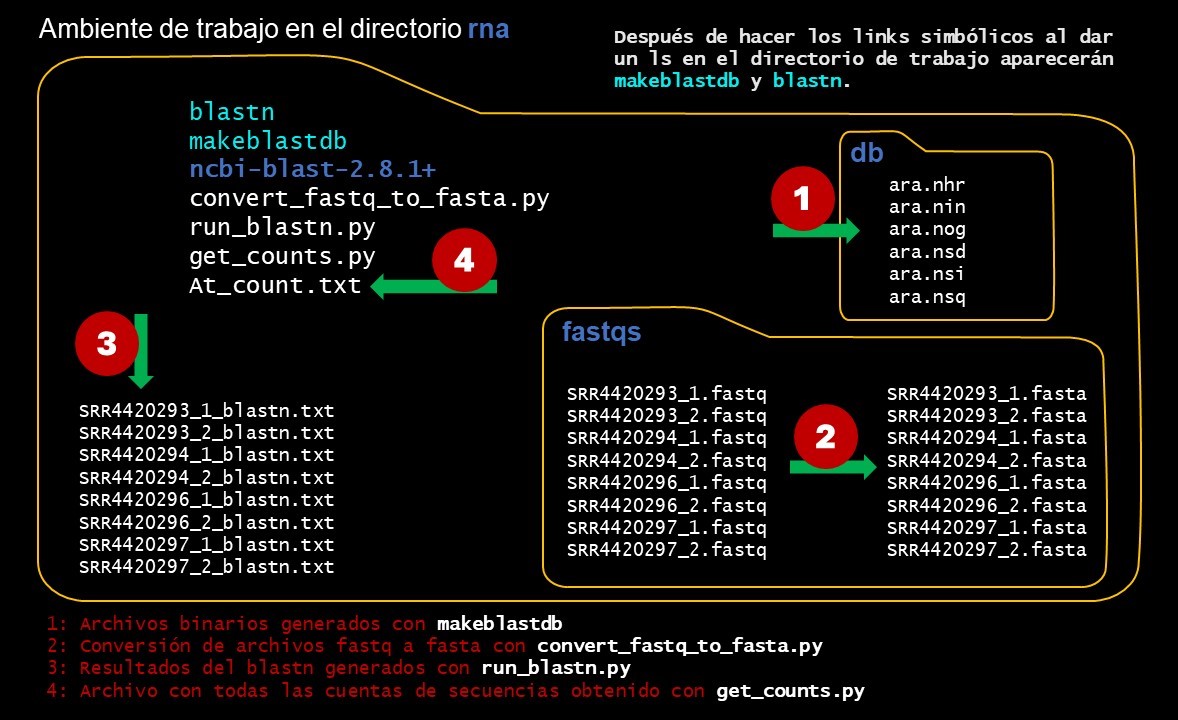 Ambiente de trabajo en el directorio rna
Después de hacer los links simbólicos al dar
un ls en el directorio de trabajo aparecerán
makeblastdb y blastn.
blastn
makeblastdb
ncbi-blast-2.8.1+
convert_fastq_to_fasta.py
run_blastn.py
get_counts.py
At_count.txt
4
1
db
ara.nhr
ara.nin
ara.nog
ara.nsd
ara.nsi
ara.nsq
3
SRR4420293_1_blastn.txt
SRR4420293_2_blastn.txt
SRR4420294_1_blastn.txt
SRR4420294_2_blastn.txt
SRR4420296_1_blastn.txt
SRR4420296_2_blastn.txt
SRR4420297_1_blastn.txt
SRR4420297_2_blastn.txt
fastqs
SRR4420293_1.fastq
SRR4420293_2.fastq
SRR4420294_1.fastq
SRR4420294_2.fastq
SRR4420296_1.fastq
SRR4420296_2.fastq
SRR4420297_1.fastq
SRR4420297_2.fastq
2
SRR4420293_1.fasta
SRR4420293_2.fasta
SRR4420294_1.fasta
SRR4420294_2.fasta
SRR4420296_1.fasta
SRR4420296_2.fasta
SRR4420297_1.fasta
SRR4420297_2.fasta
1: Archivos binarios generados con makeblastdb
2: Conversión de archivos fastq a fasta con convert_fastq_to_fasta.py
3: Resultados del blastn generados con run_blastn.py
4: Archivo con todas las cuentas de secuencias obtenido con get_counts.py